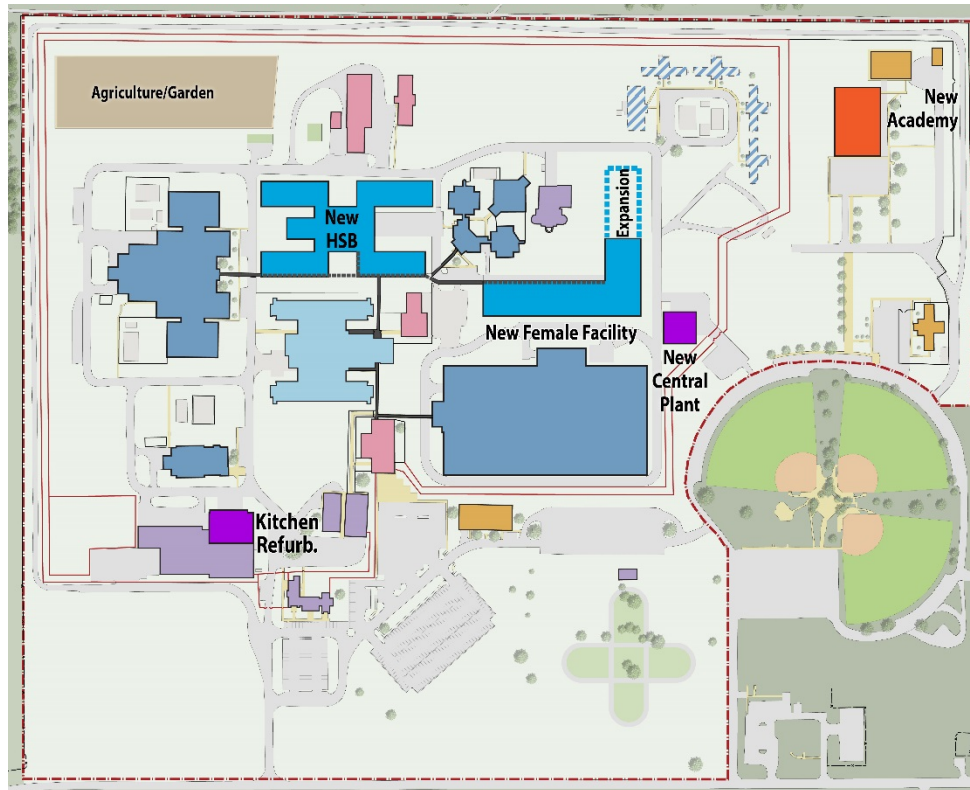 Agriculture/Garden
New
Academy
New
HSB
Expansion
New Female Facility
New
Central
Plant
Kitchen
Refurb.